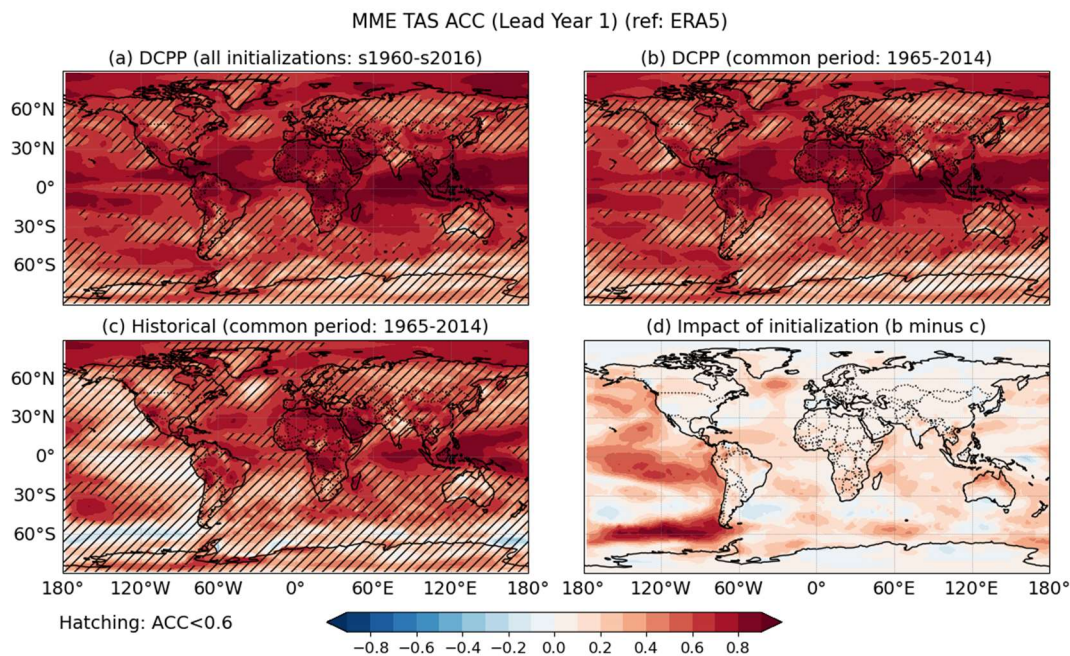 MME TAS ACC (Lead Year 1) (ref: ERA5)
(a) DCPP (all initializations: s1960-s2016)
(b) DCPP (common period: 1965-2014)
60°N
30°N
0°
30°S
60°S
(c) Historical (common period: 1965-2014)
(d) Impact of initialization (b minus c)
60°N
30°N
0°
30°S
60°S
180° 120°W 60°W 0° 60°E 120°E 180°
180° 120°W 60°W 0° 60°E 120°E 180°
Hatching: ACC<0.6
−0.8 −0.6 −0.4 −0.2 0.0 0.2 0.4 0.6 0.8